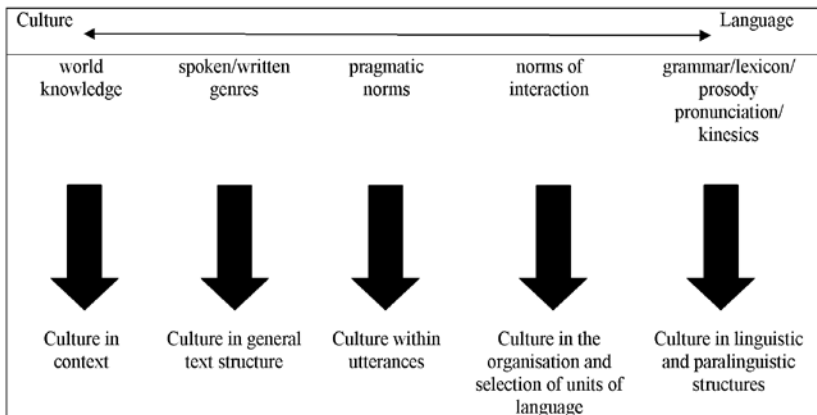 Culture Language
world
knowledge
spoken/written
genres
pragmatic
norms
norms of
interaction
grammar/lexicon/
prosody
pronunciation/
kinesics
Culture in
context
Culture in general
text structure
Culture within
utterances
Culture in the
organisation and
selection of units of
language
Culture in linguistic
and paralinguistic
structures